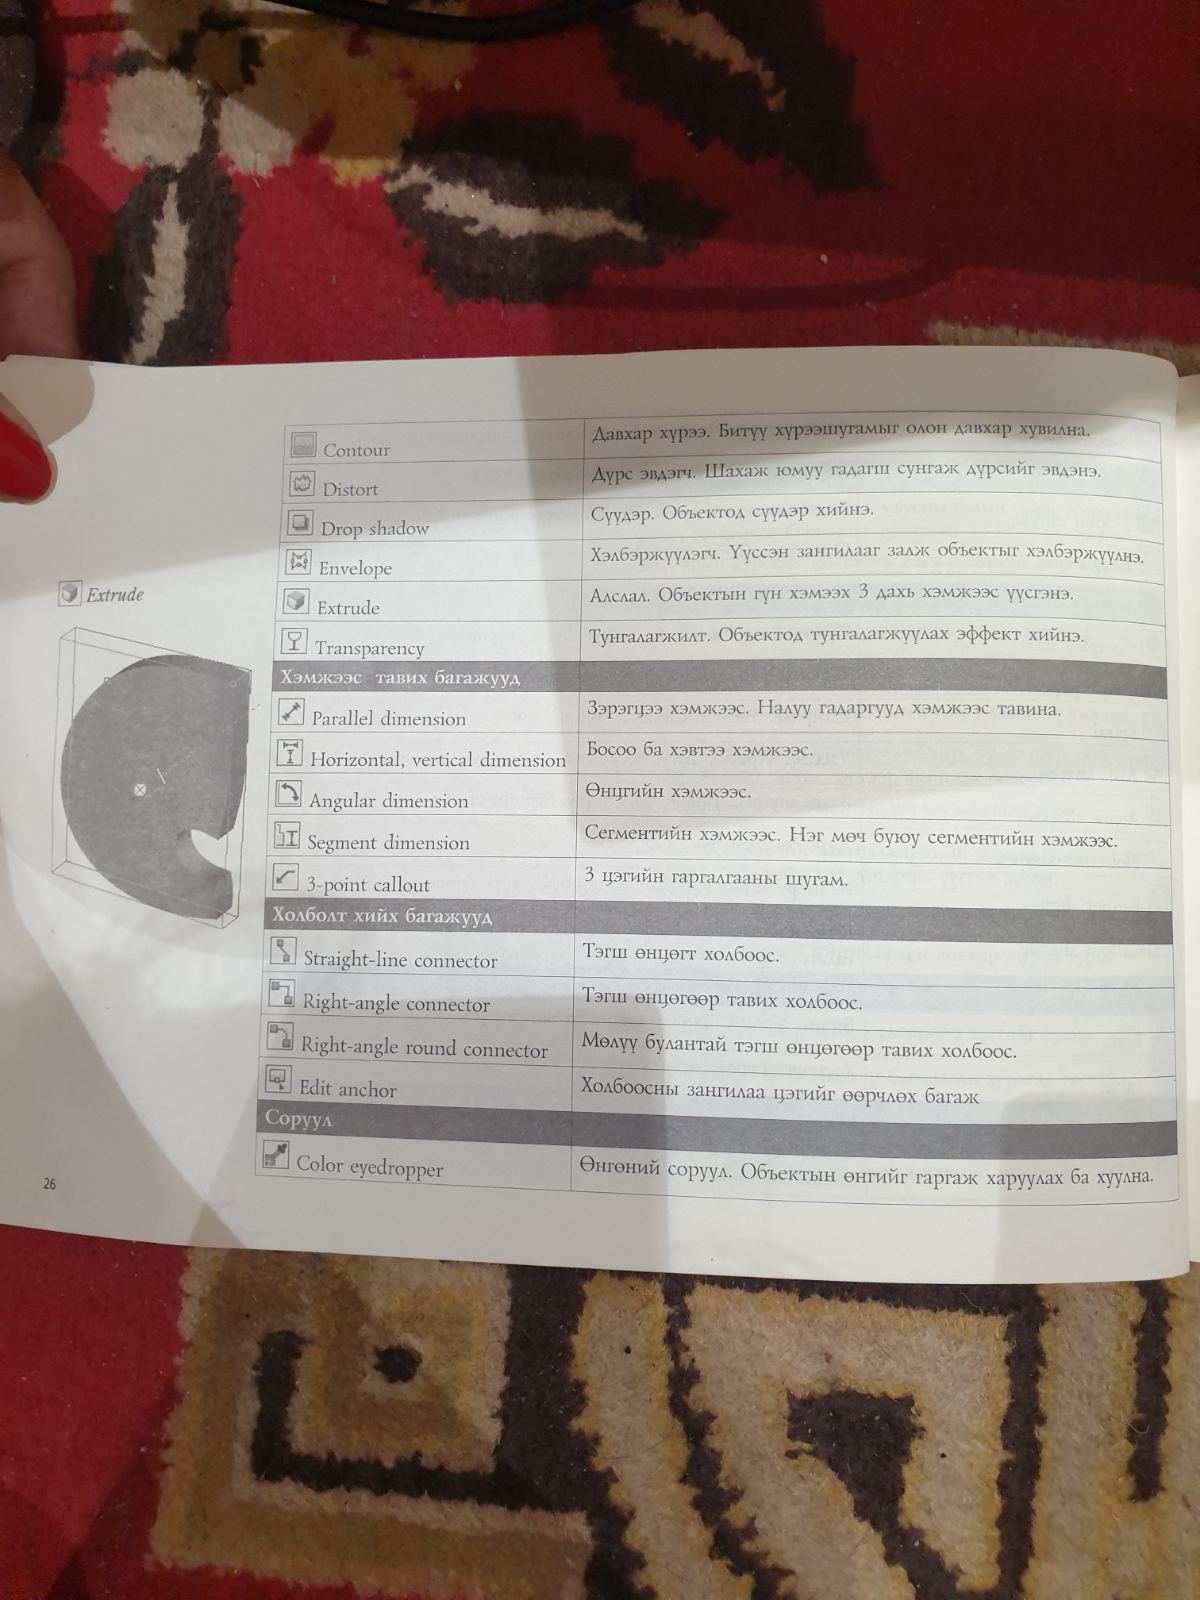 Extrude
Contour Давхар хүрээ. Битүү хүрээшугамыг олон давхар хувилна.
Distort Дүрс эвдэгч. Шахаж юмуу гадагш сунгаж дүрсийг эвдэнэ.
Drop shadow Сүүдэр. Объектод сүүдэр хийнэ.
Envelope Хэлбэржүүлэгч. Үүссэн зангилааг залж объектыг хэлбэржүүлнэ.
Extrude Алслал. Объектын гүн хэмээх 3 дахь хэмжээс үүсгэнэ.
Transparency Тунгалагжилт. Объектод тунгалагжуулах эффект хийнэ.
Хэмжээс тавих багажууд
Parallel dimension Зэрэгцээ хэмжээс. Налуу гадаргууд хэмжээс тавина.
Horizontal, vertical dimension Босоо ба хэвтээ хэмжээс.
Angular dimension Өнцгийн хэмжээс.
Segment dimension Сегментийн хэмжээс. Нэг мөч буюу сегментийн хэмжээс.
3-point callout 3 цэгийн гаргалгааны шугам.
Холболт хийх багажууд
Straight-line connector Тэгш өнцөгт холбоос.
Right-angle connector Тэгш өнцөгөөр тавих холбоос.
Right-angle round connector Мөлүү булантай тэгш өнцөгөөр тавих холбоос.
Edit anchor Холбоосны зангилаа цэгийг өөрчлөх багаж
Соруул
Color eyedropper Өнгөний соруул. Объектын өнгийг гаргаж харуулах ба хуулна.
26